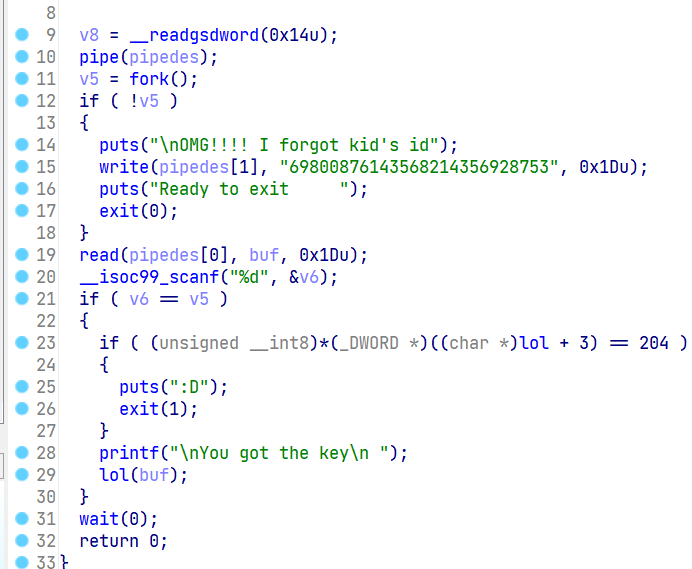 8
9 v8 = __readgsdword(0x14u);
10 pipe(pipedes);
11 v5 = fork();
12 if ( !v5 )
13 {
14 puts("\nOMG!!!! I forgot kid's id");
15 write(pipedes[1], "69800876143568214356928753", 0x1Du);
16 puts("Ready to exit     ");
17 exit(0);
18 }
19 read(pipedes[0], buf, 0x1Du);
20 __isoc99_scanf("%d", &v6);
21 if ( v6 == v5 )
22 {
23 if ( (unsigned __int8)*(_DWORD *)((char *)lol + 3) == 204 )
24 {
25 puts(":D");
26 exit(1);
27 }
28 printf("\nYou got the key\n ");
29 lol(buf);
30 }
31 wait(0);
32 return 0;
33 }